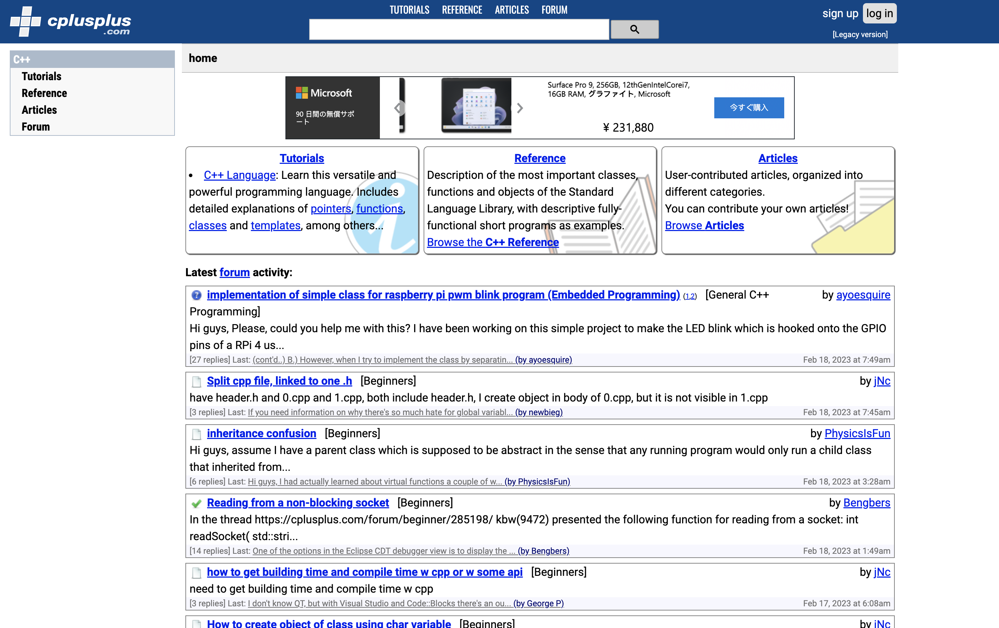 cplusplus
.com
TUTORIALS REFERENCE ARTICLES FORUM
sign up log in
[Legacy version]
C++
Tutorials
Reference
Articles
Forum
home
Microsoft
90 日間の無償サポ
ート
Surface Pro 9, 256GB, 12thGenIntelCorei7,
16GB RAM, グラファイト, Microsoft
¥ 231,880
今すぐ購入
Tutorials
• C++ Language: Learn this versatile and
powerful programming language. Includes
detailed explanations of pointers, functions,
classes and templates, among others...
Reference
Description of the most important classes,
functions and objects of the Standard
Language Library, with descriptive fully-
functional short programs as examples.
Browse the C++ Reference
Articles
User-contributed articles, organized into
different categories.
You can contribute your own articles!
Browse Articles
Latest forum activity:
implementation of simple class for raspberry pi pwm blink program (Embedded Programming) (1,2) [General C++ by ayoesquire
Programming]
Hi guys, Please, could you help me with this? I have been working on this simple project to make the LED blink which is hooked onto the GPIO
pins of a RPi 4 us...
[27 replies] Last: (cont'd..) B.) However, when I try to implement the class by separatin... (by ayoesquire) Feb 18, 2023 at 7:49am
Split cpp file, linked to one .h [Beginners] by jNc
have header.h and 0.cpp and 1.cpp, both include header.h, I create object in body of 0.cpp, but it is not visible in 1.cpp
[3 replies] Last: If you need information on why there's so much hate for global variabl... (by newbieg) Feb 18, 2023 at 7:45am
inheritance confusion [Beginners] by PhysicsIsFun
Hi guys, assume I have a parent class which is supposed to be abstract in the sense that any running program would only run a child class
that inherited from...
[6 replies] Last: Hi guys, I had actually learned about virtual functions a couple of w... (by PhysicsIsFun) Feb 18, 2023 at 3:28am
Reading from a non-blocking socket [Beginners] by Bengbers
In the thread https://cplusplus.com/forum/beginner/285198/ kbw(9472) presented the following function for reading from a socket: int
readSocket( std::stri...
[14 replies] Last: One of the options in the Eclipse CDT debugger view is to display the ... (by Bengbers) Feb 18, 2023 at 1:49am
how to get building time and compile time w cpp or w some api [Beginners] by jNc
need to get building time and compile time w cpp
[3 replies] Last: I don't know QT, but with Visual Studio and Code::Blocks there's an ou... (by George P) Feb 17, 2023 at 6:08am
How to create object of class using char variable [Beginners] by jNc